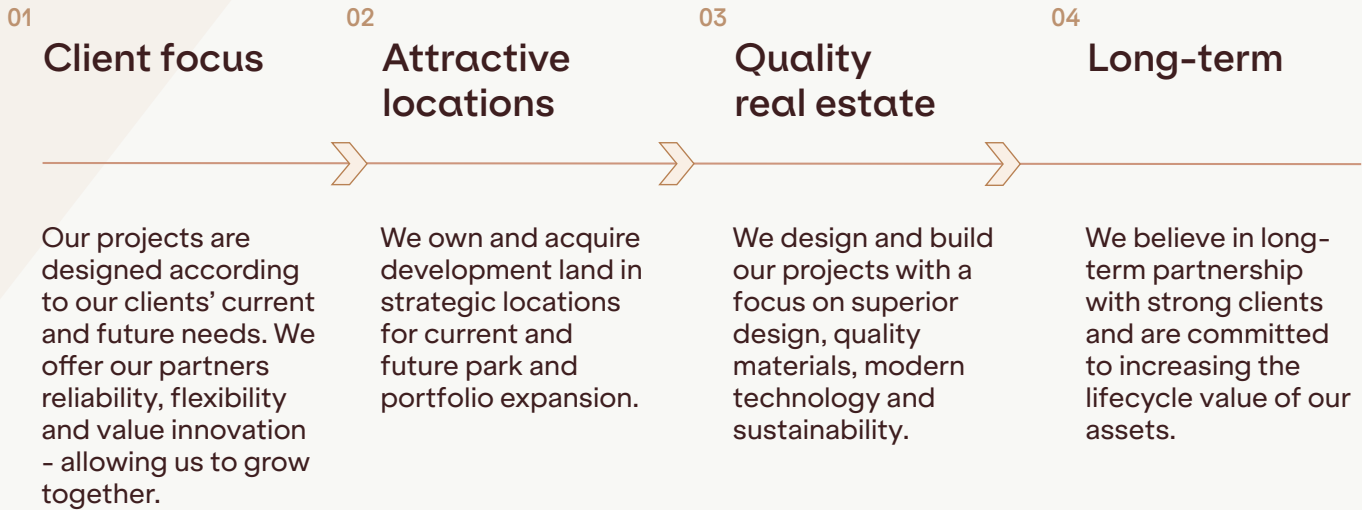 01
Client focus
Our projects are
designed according
to our clients’ current
and future needs. We
offer our partners
reliability, flexibility
and value innovation
- allowing us to grow
together.
02
Attractive
locations
We own and acquire
development land in
strategic locations
for current and
future park and
portfolio expansion.
03
Quality
real estate
We design and build
our projects with a
focus on superior
design, quality
materials, modern
technology and
sustainability.
04
Long-term
We believe in long-
term partnership
with strong clients
and are committed
to increasing the
lifecycle value of our
assets.